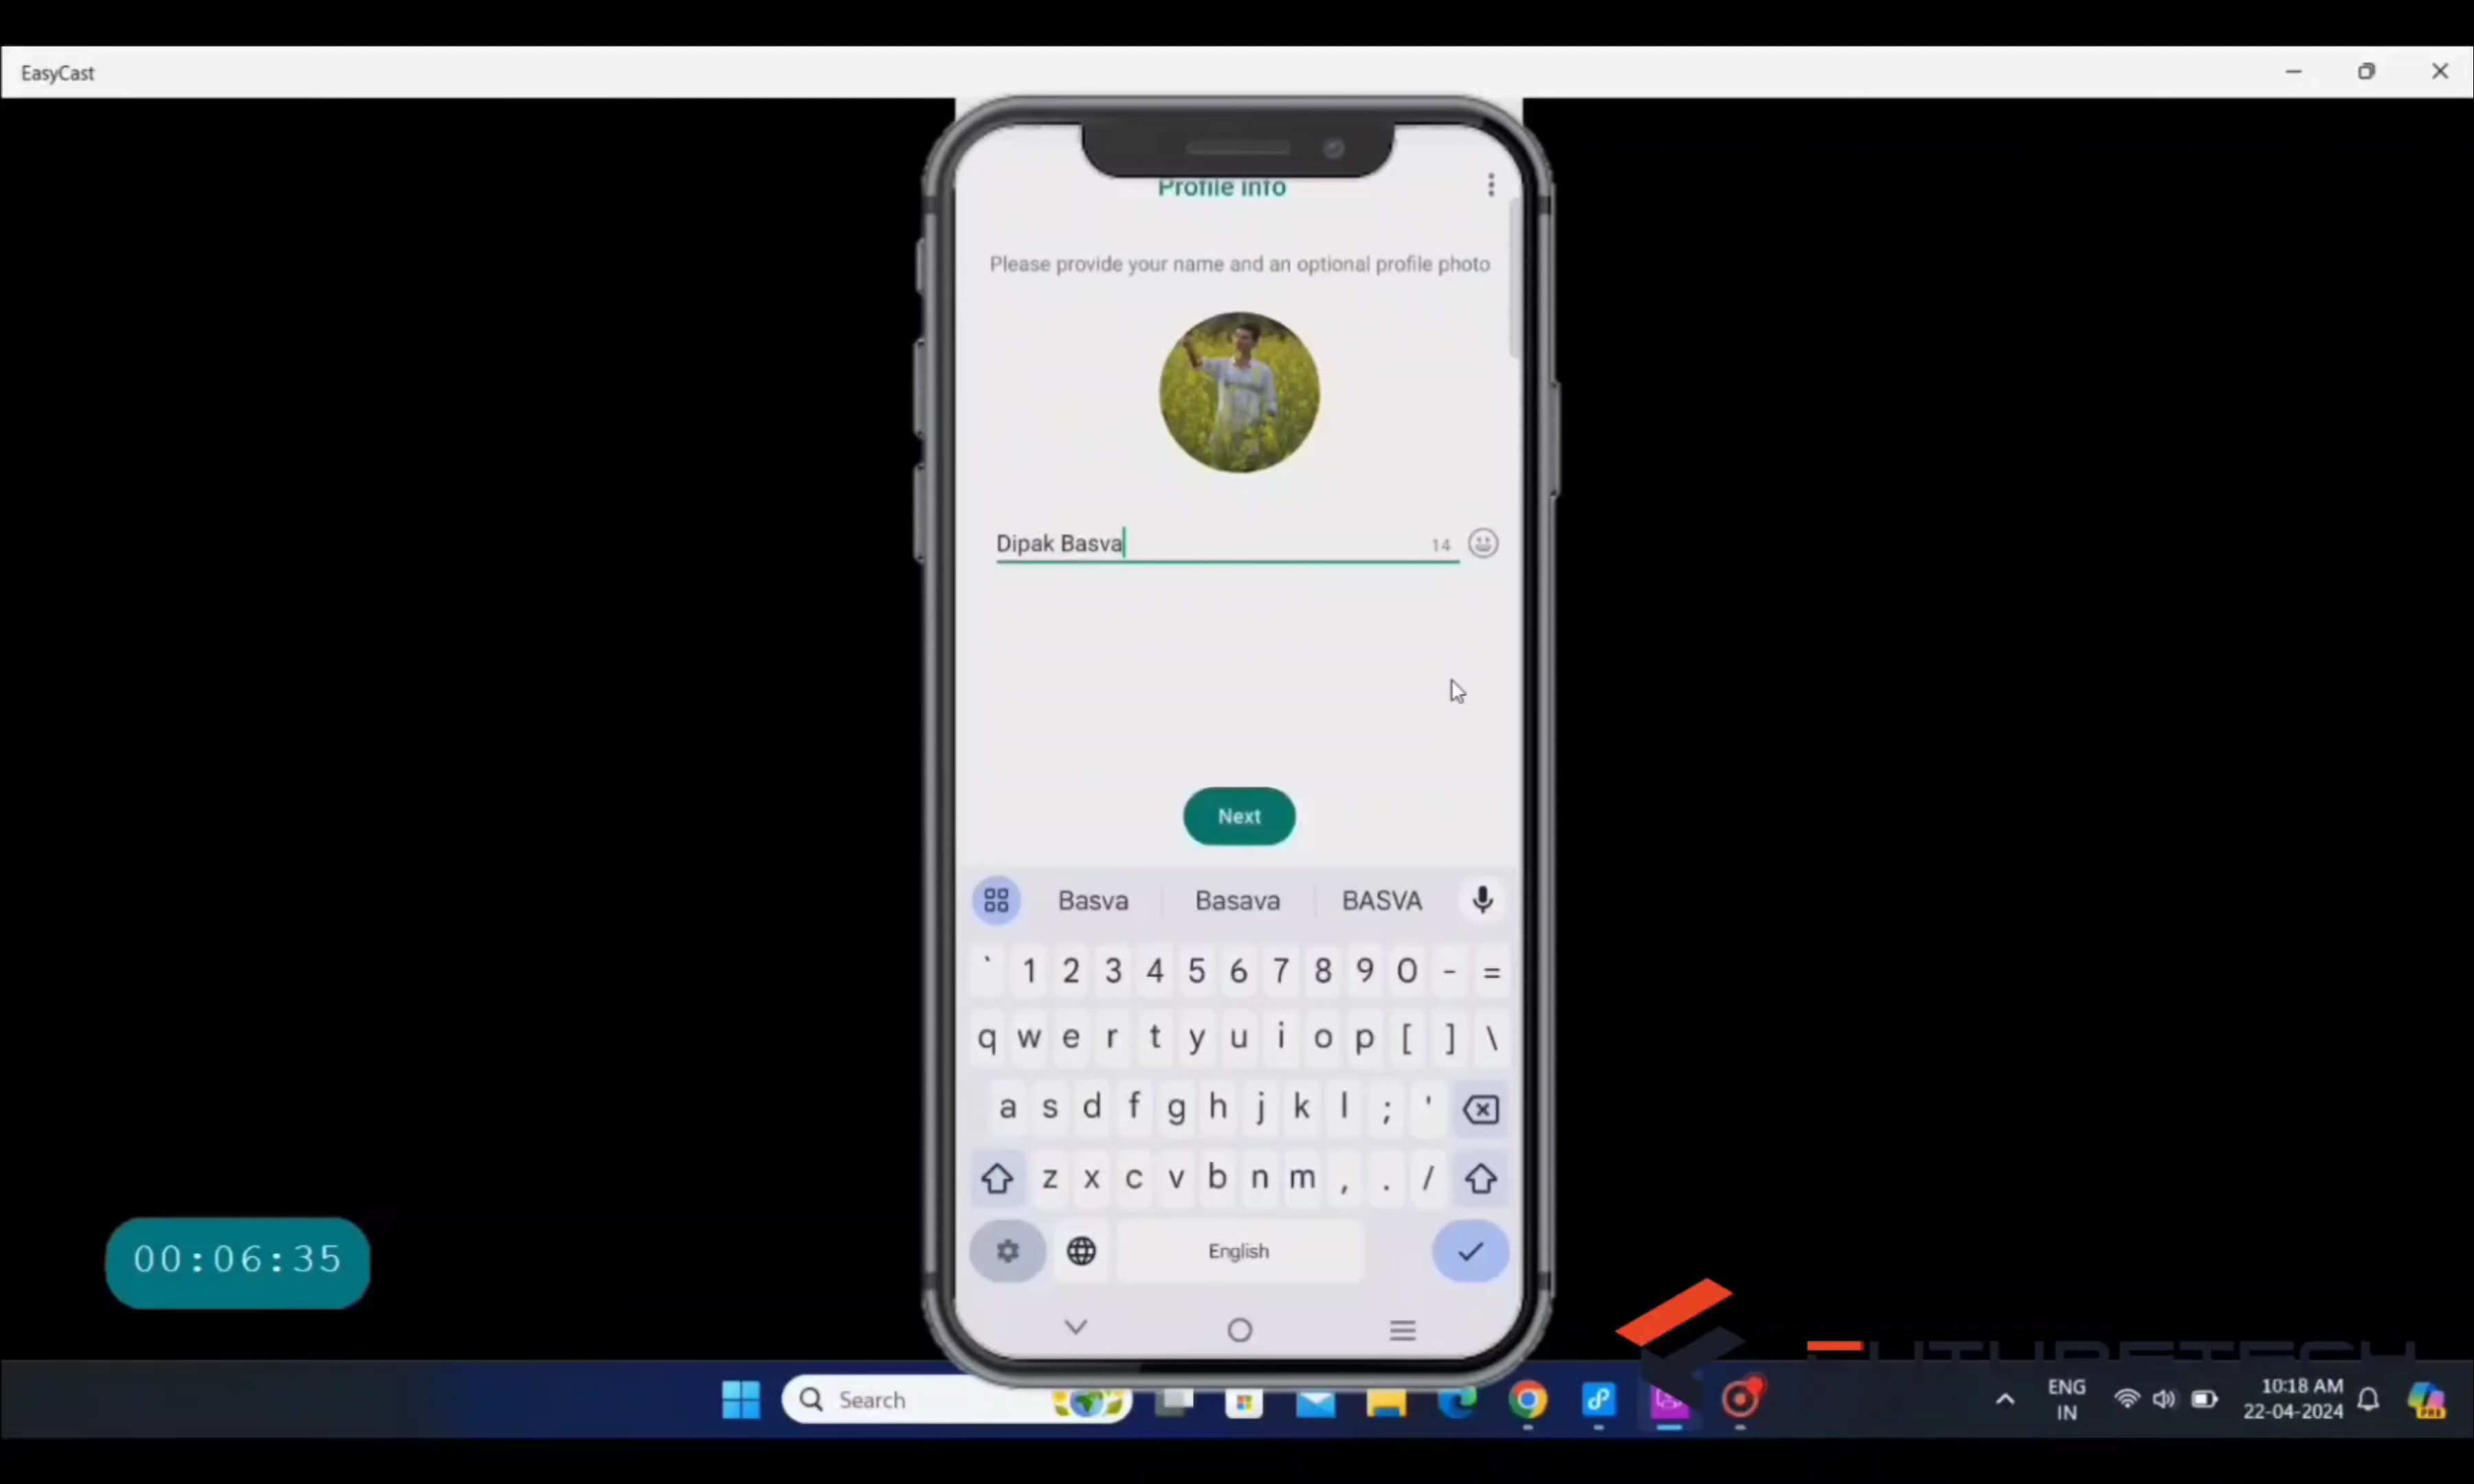 EasyCast
Profile info
Please provide your name and an optional profile photo
Dipak Basva
14
Next
Basva Basava BASVA
` 1 2 3 4 5 6 7 8 9 0 - =
q w e r t y u i o p [ ] \
a s d f g h j k l ; '
z x c v b n m , . /
English
00:06:35
FUTURETECH
Search
ENG
IN
10:18 AM
22-04-2024
PRE